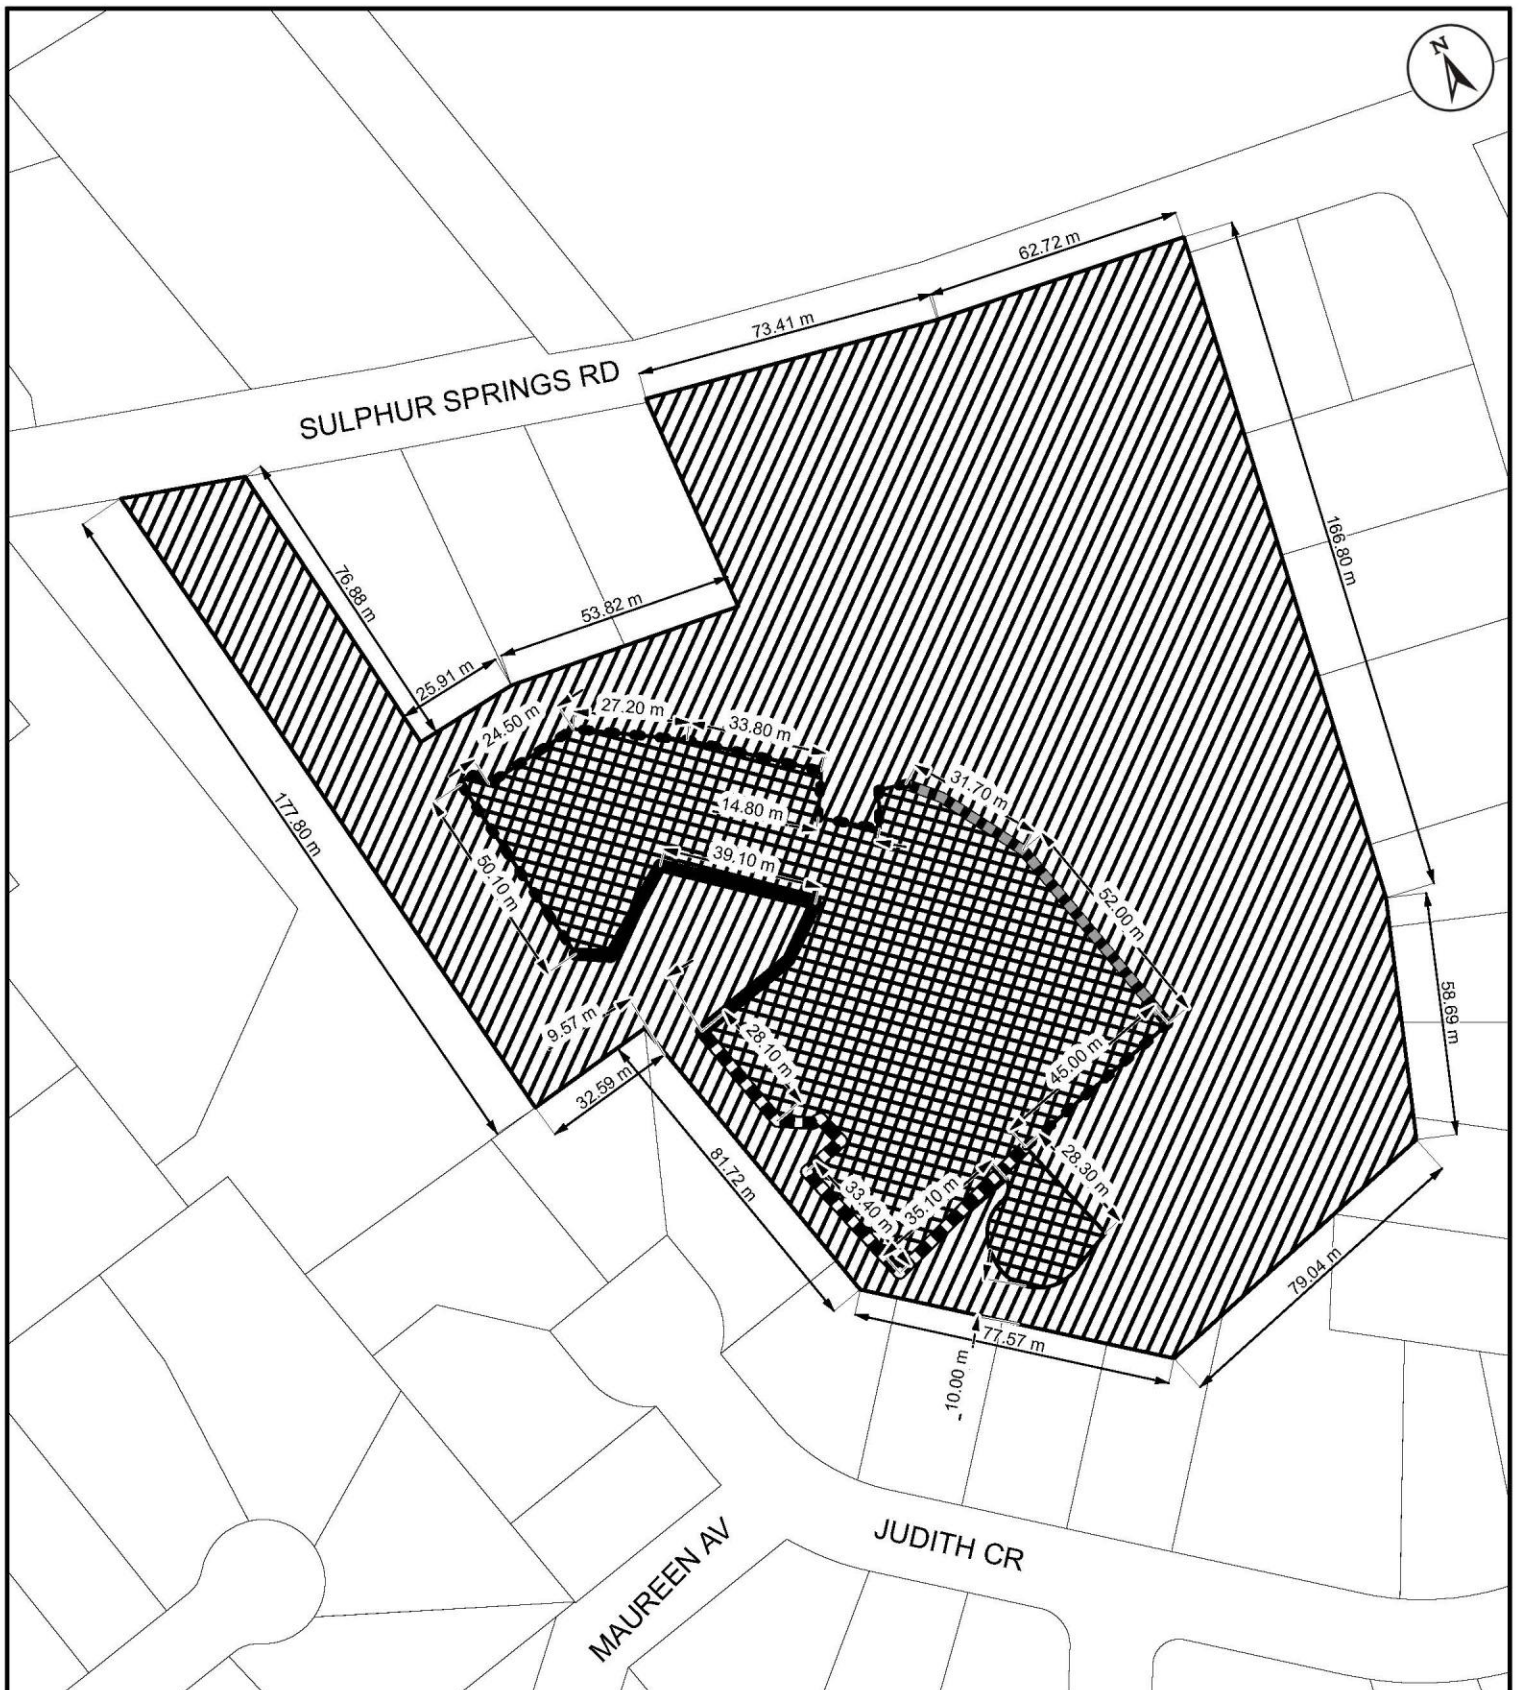 N
62.72 m
73.41 m
SULPHUR SPRINGS RD
166.80 m
76.88 m
53.82 m
25.91 m
24.50 m
27.20 m
33.80 m
31.70 m
14.80 m
177.80 m
39.10 m
50.10 m
52.00 m
58.69 m
9.57 m
28.10 m
45.00 m
32.59 m
81.72 m
28.30 m
33.40 m
35.10 m
79.04 m
77.57 m
10.00 m
JUDITH CR
MAUREEN AV